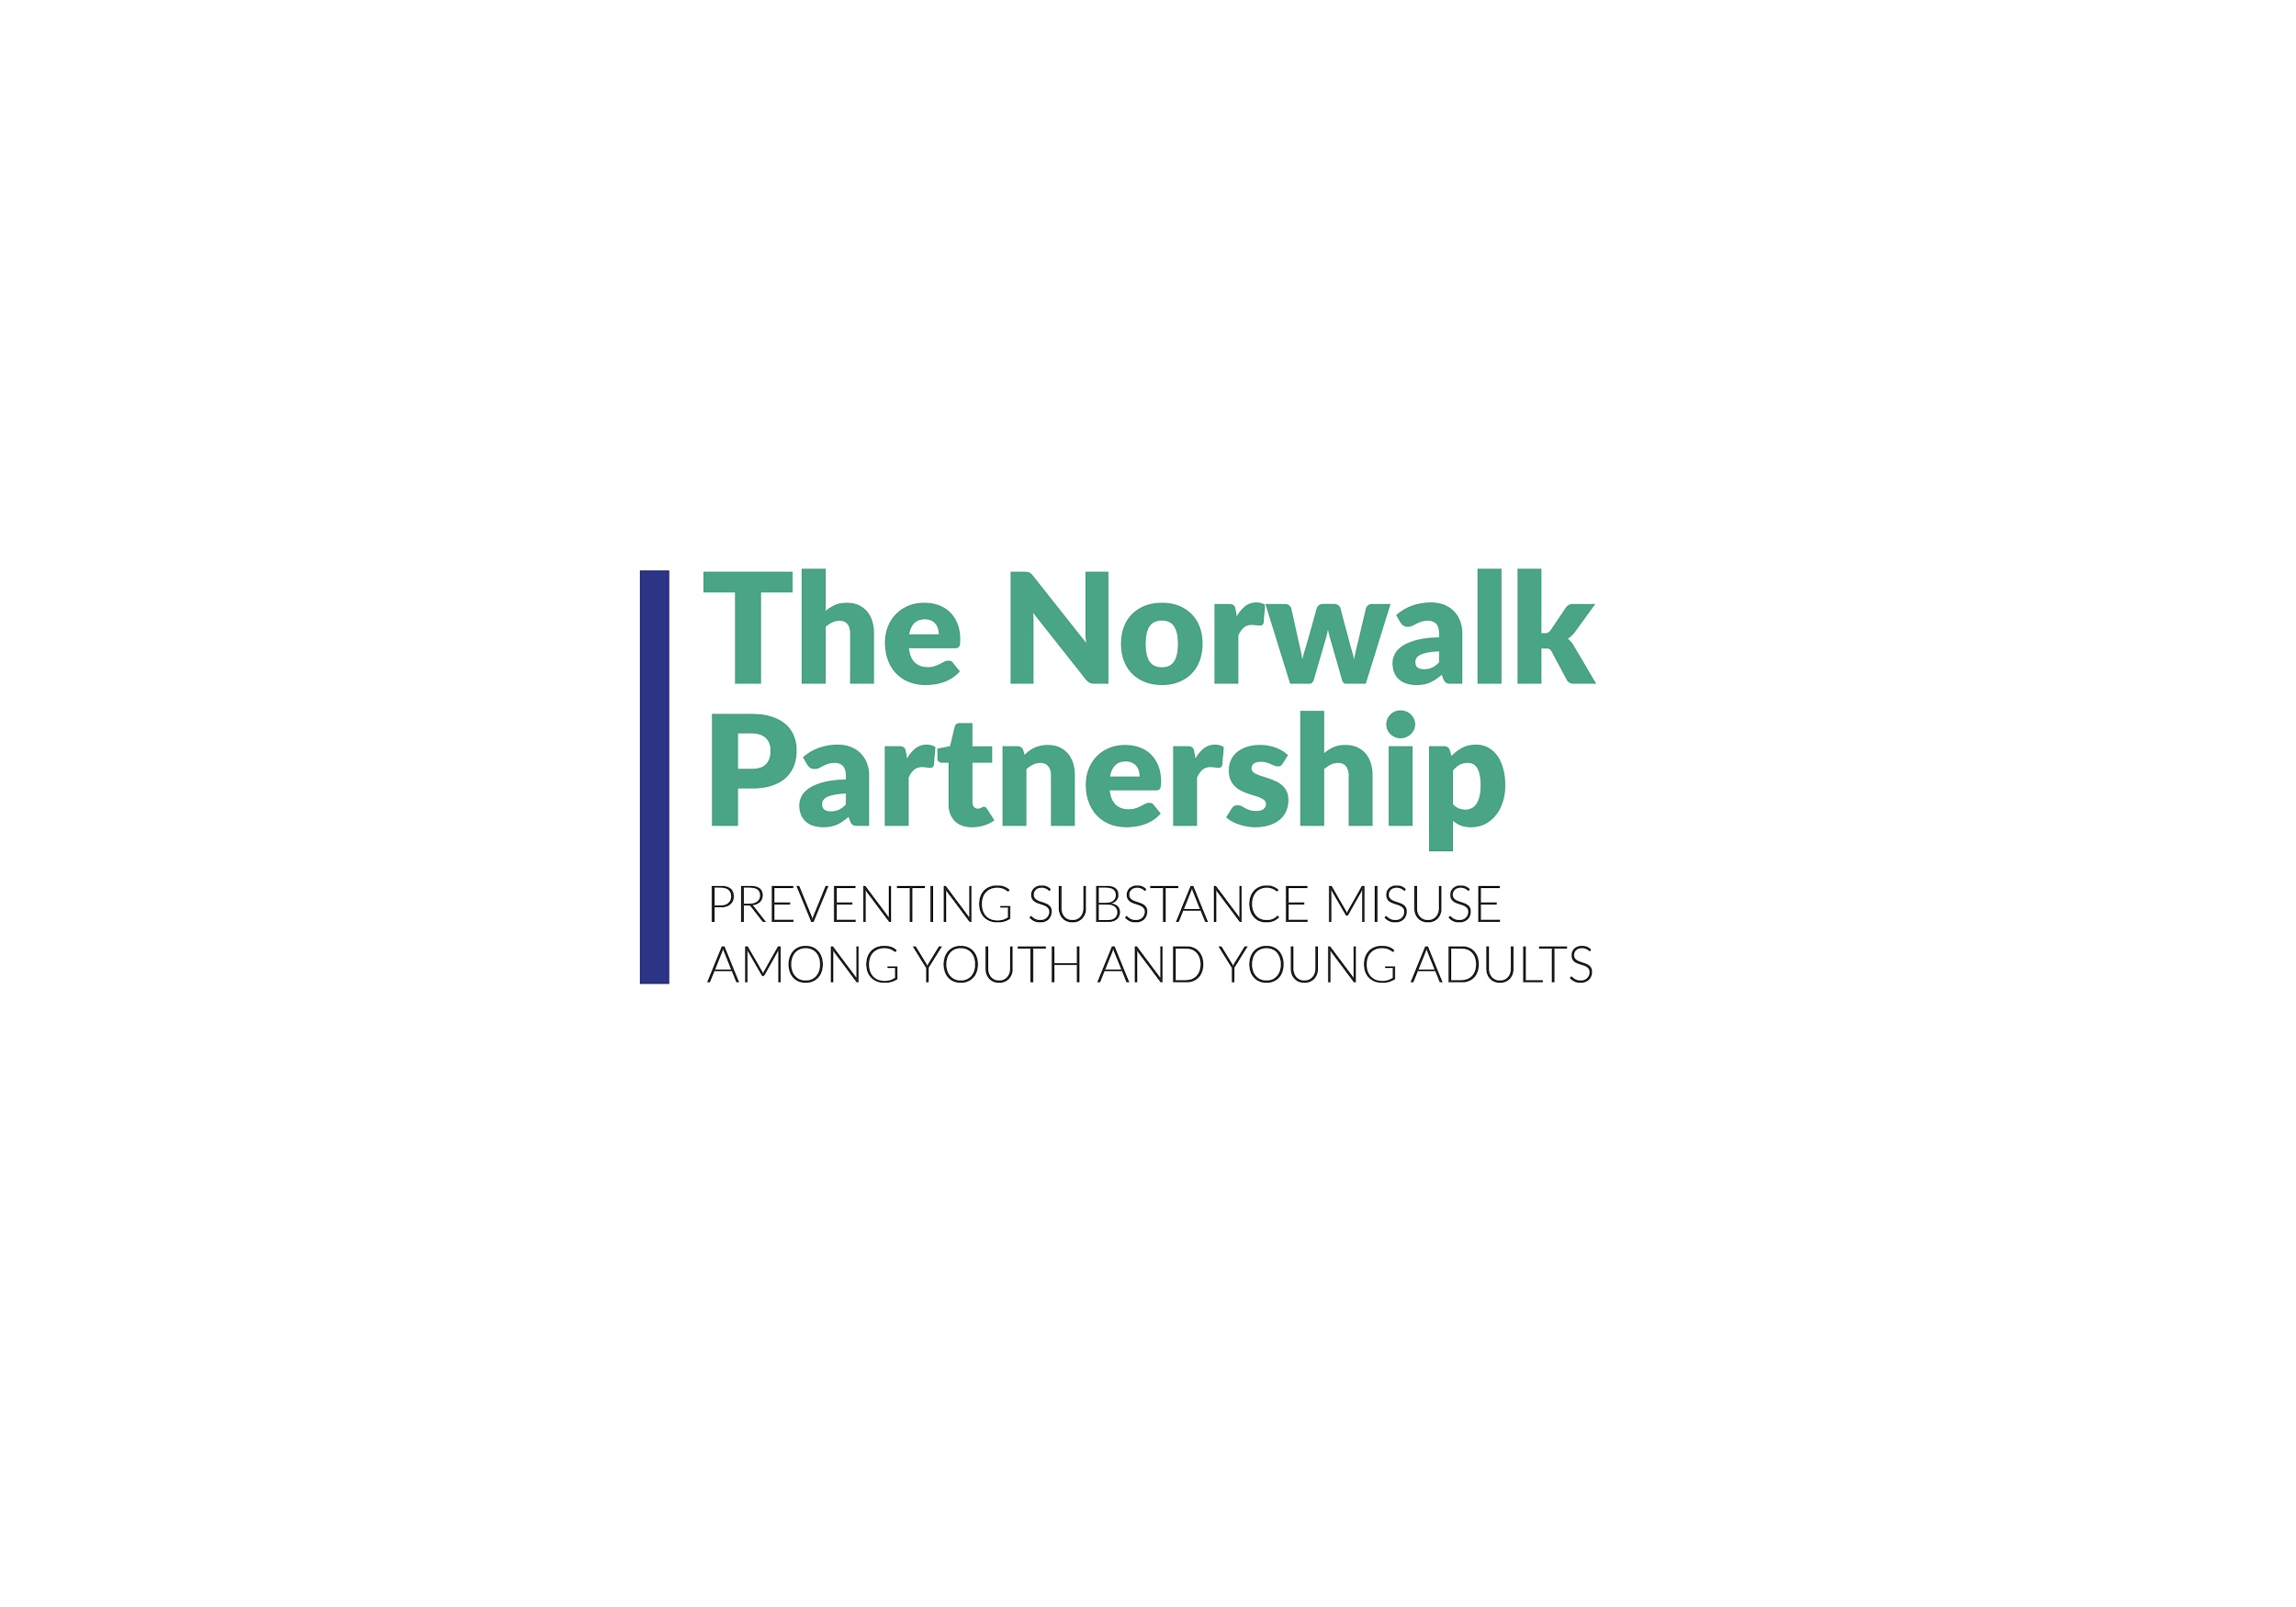 The Norwalk
Partnership
PREVENTING SUBSTANCE MISUSE
AMONG YOUTH AND YOUNG ADULTS